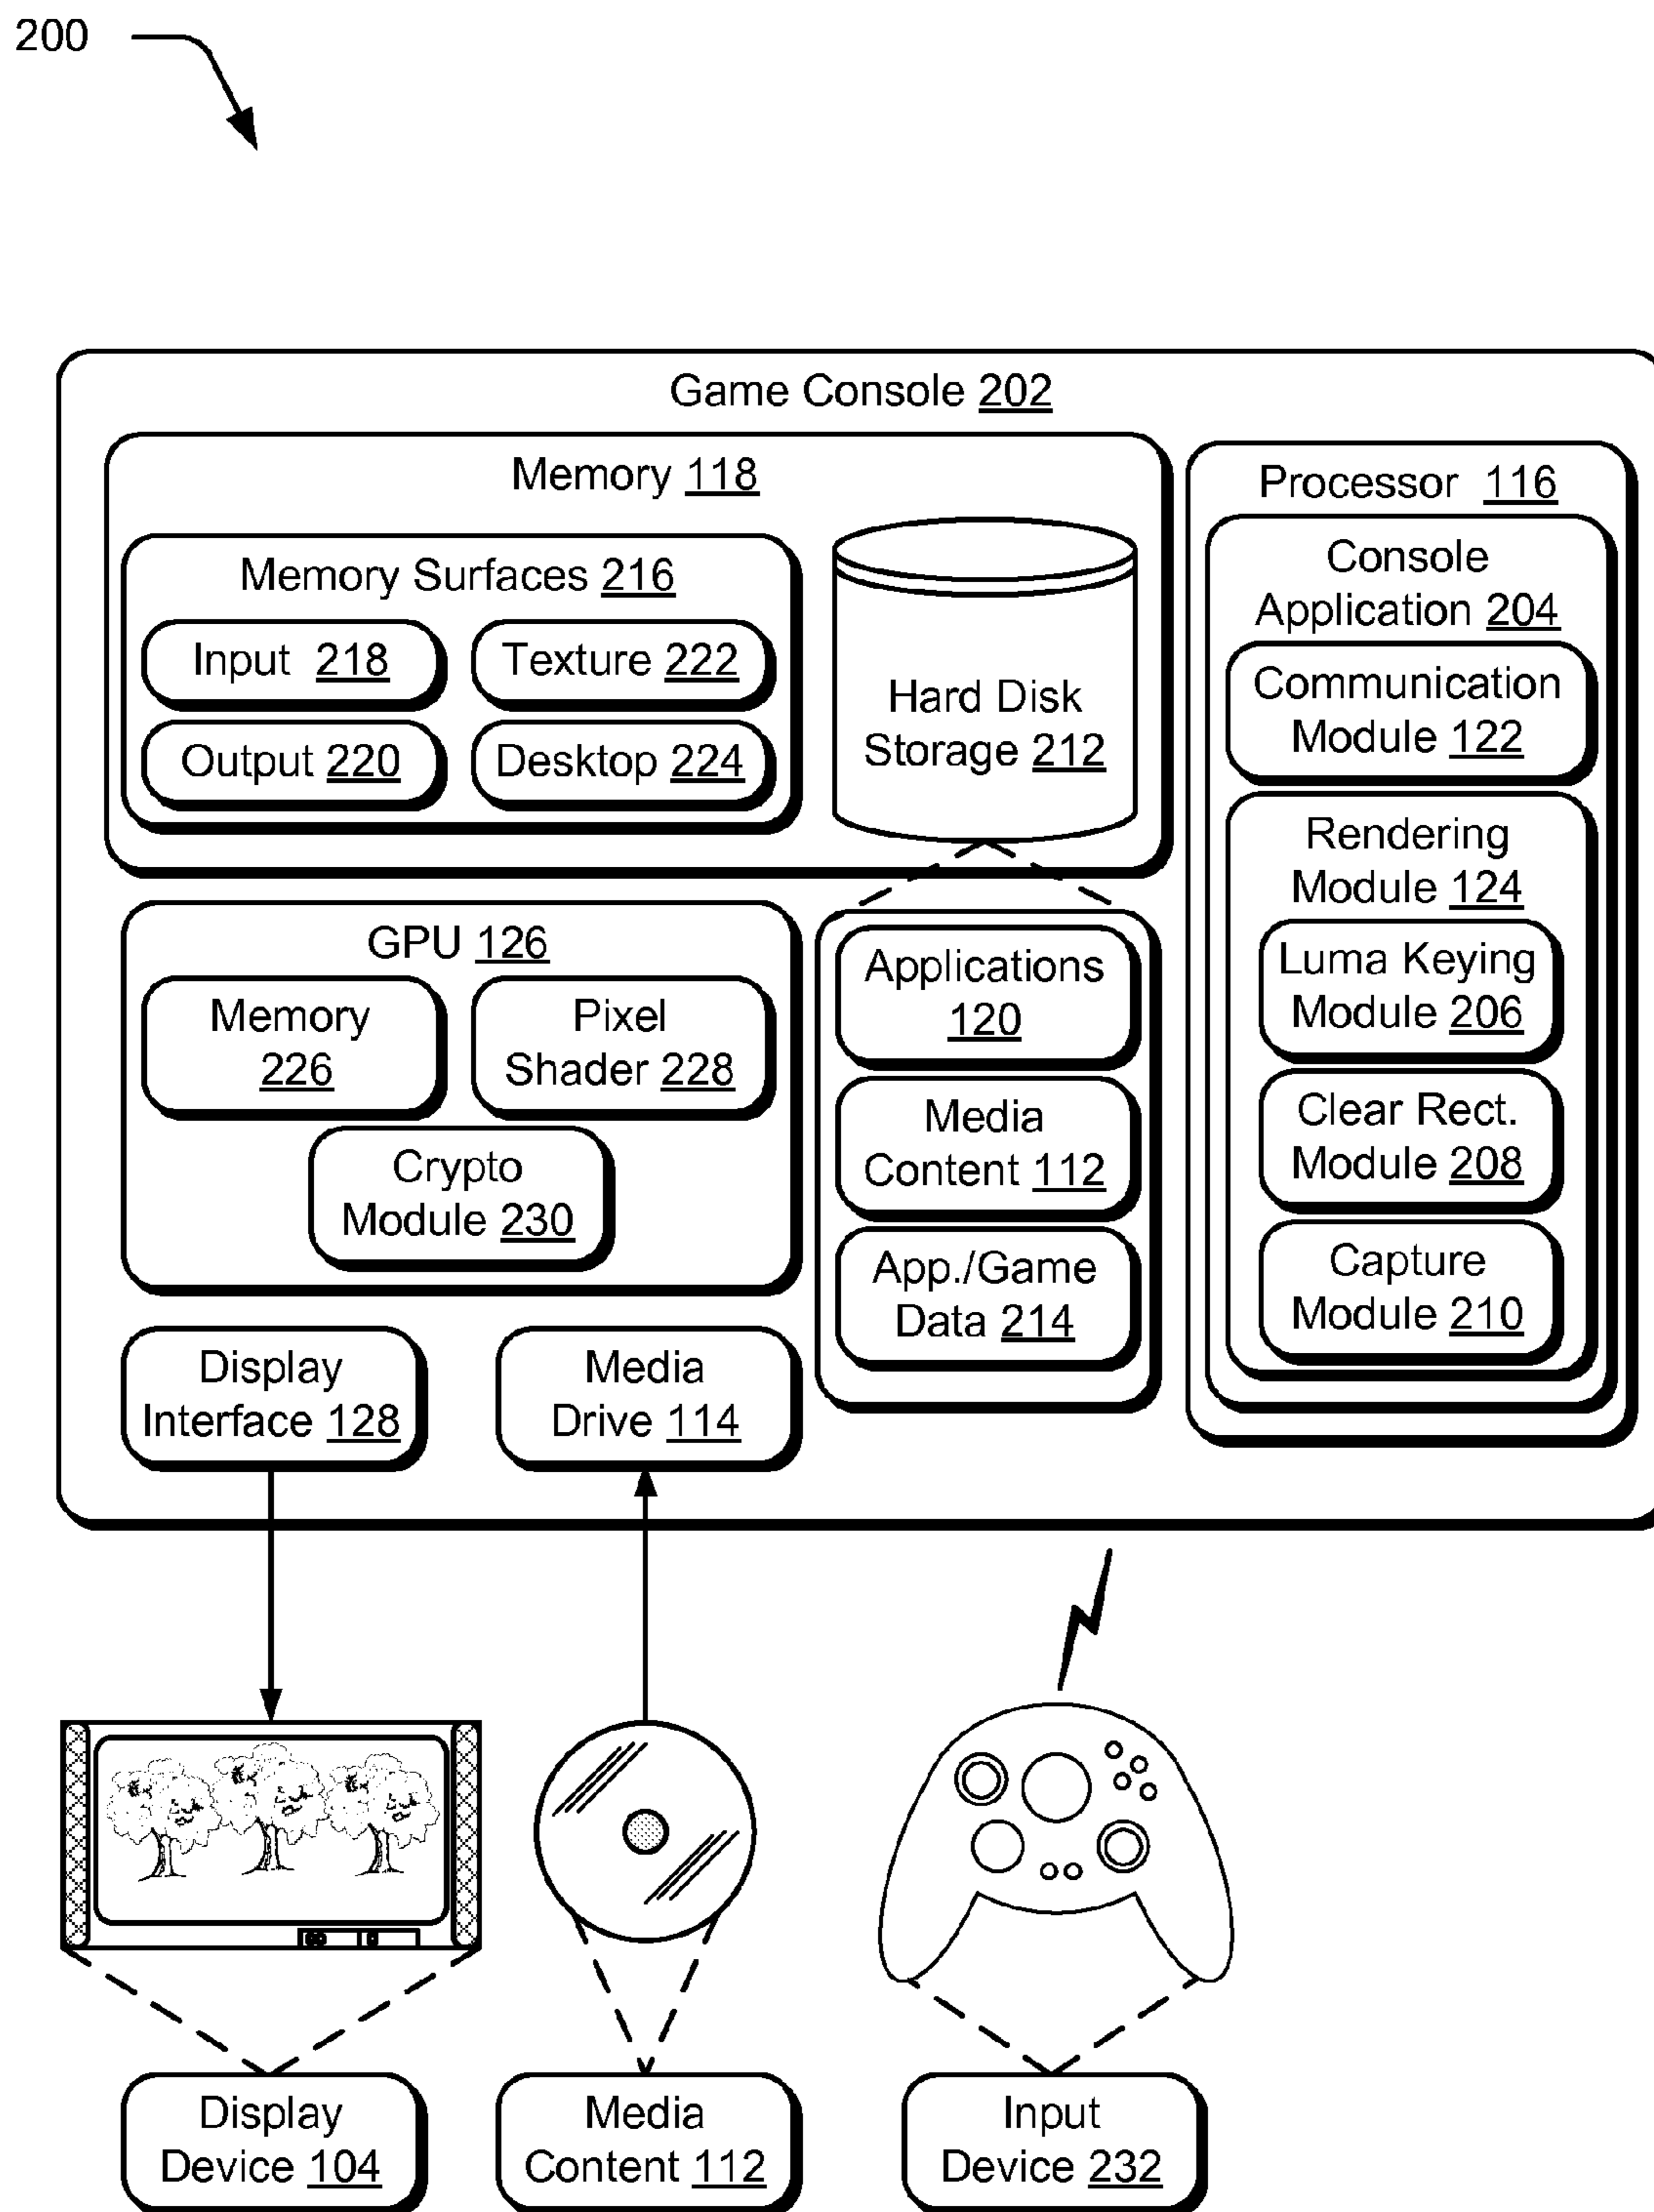 200
Game Console 202
Memory 118
Memory Surfaces 216
Input 218
Texture 222
Output 220
Desktop 224
Hard Disk
Storage 212
Processor 116
Console
Application 204
Communication
Module 122
Rendering
Module 124
Luma Keying
Module 206
Clear Rect.
Module 208
Capture
Module 210
GPU 126
Memory
226
Pixel
Shader 228
Crypto
Module 230
Applications
120
Media
Content 112
App./Game
Data 214
Display
Interface 128
Media
Drive 114
Display
Device 104
Media
Content 112
Input
Device 232